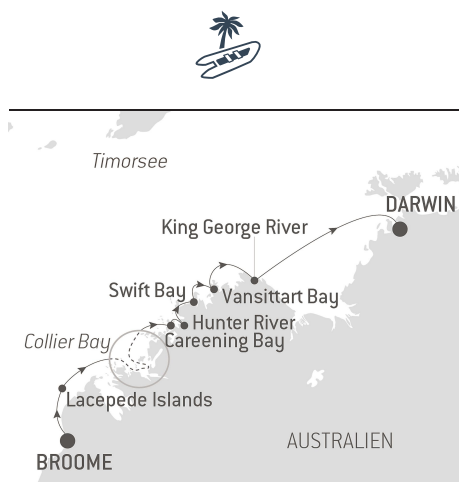 Timorsee
DARWIN
King George River
Swift Bay
Vansittart Bay
Hunter River
Careening Bay
Collier Bay
Lacepede Islands
AUSTRALIEN
BROOME